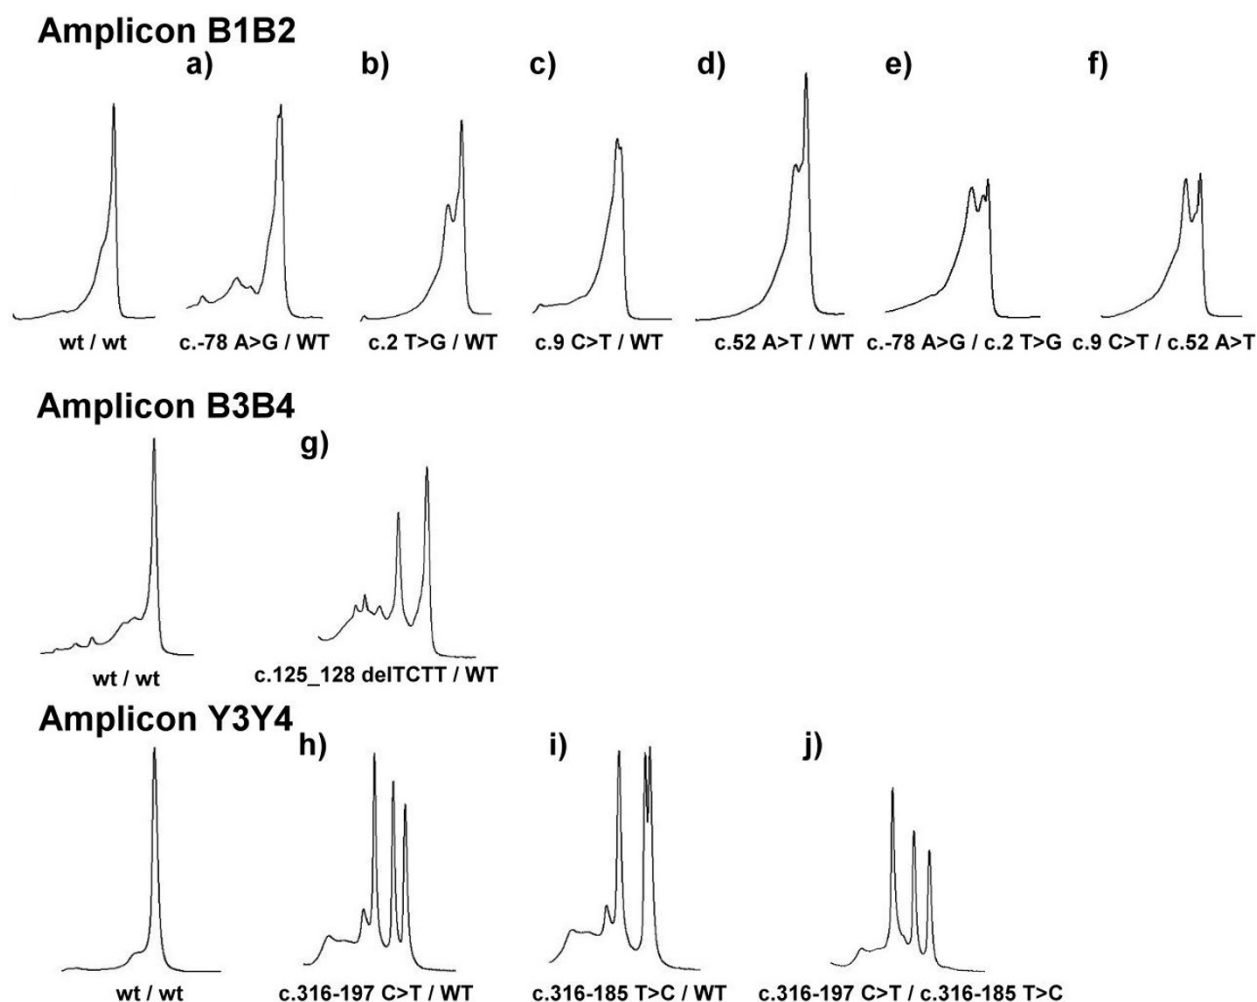 Amplicon B1B2
a) b) c) d) e) f)
wt / wt c.-78 A>G / WT c.2 T>G / WT c.9 C>T / WT c.52 A>T / WT c.-78 A>G / c.2 T>G c.9 C>T / c.52 A>T
Amplicon B3B4
g)
wt / wt c.125_128 delTCTT / WT
Amplicon Y3Y4
h) i) j)
wt / wt c.316-197 C>T / WT c.316-185 T>C / WT c.316-197 C>T / c.316-185 T>C